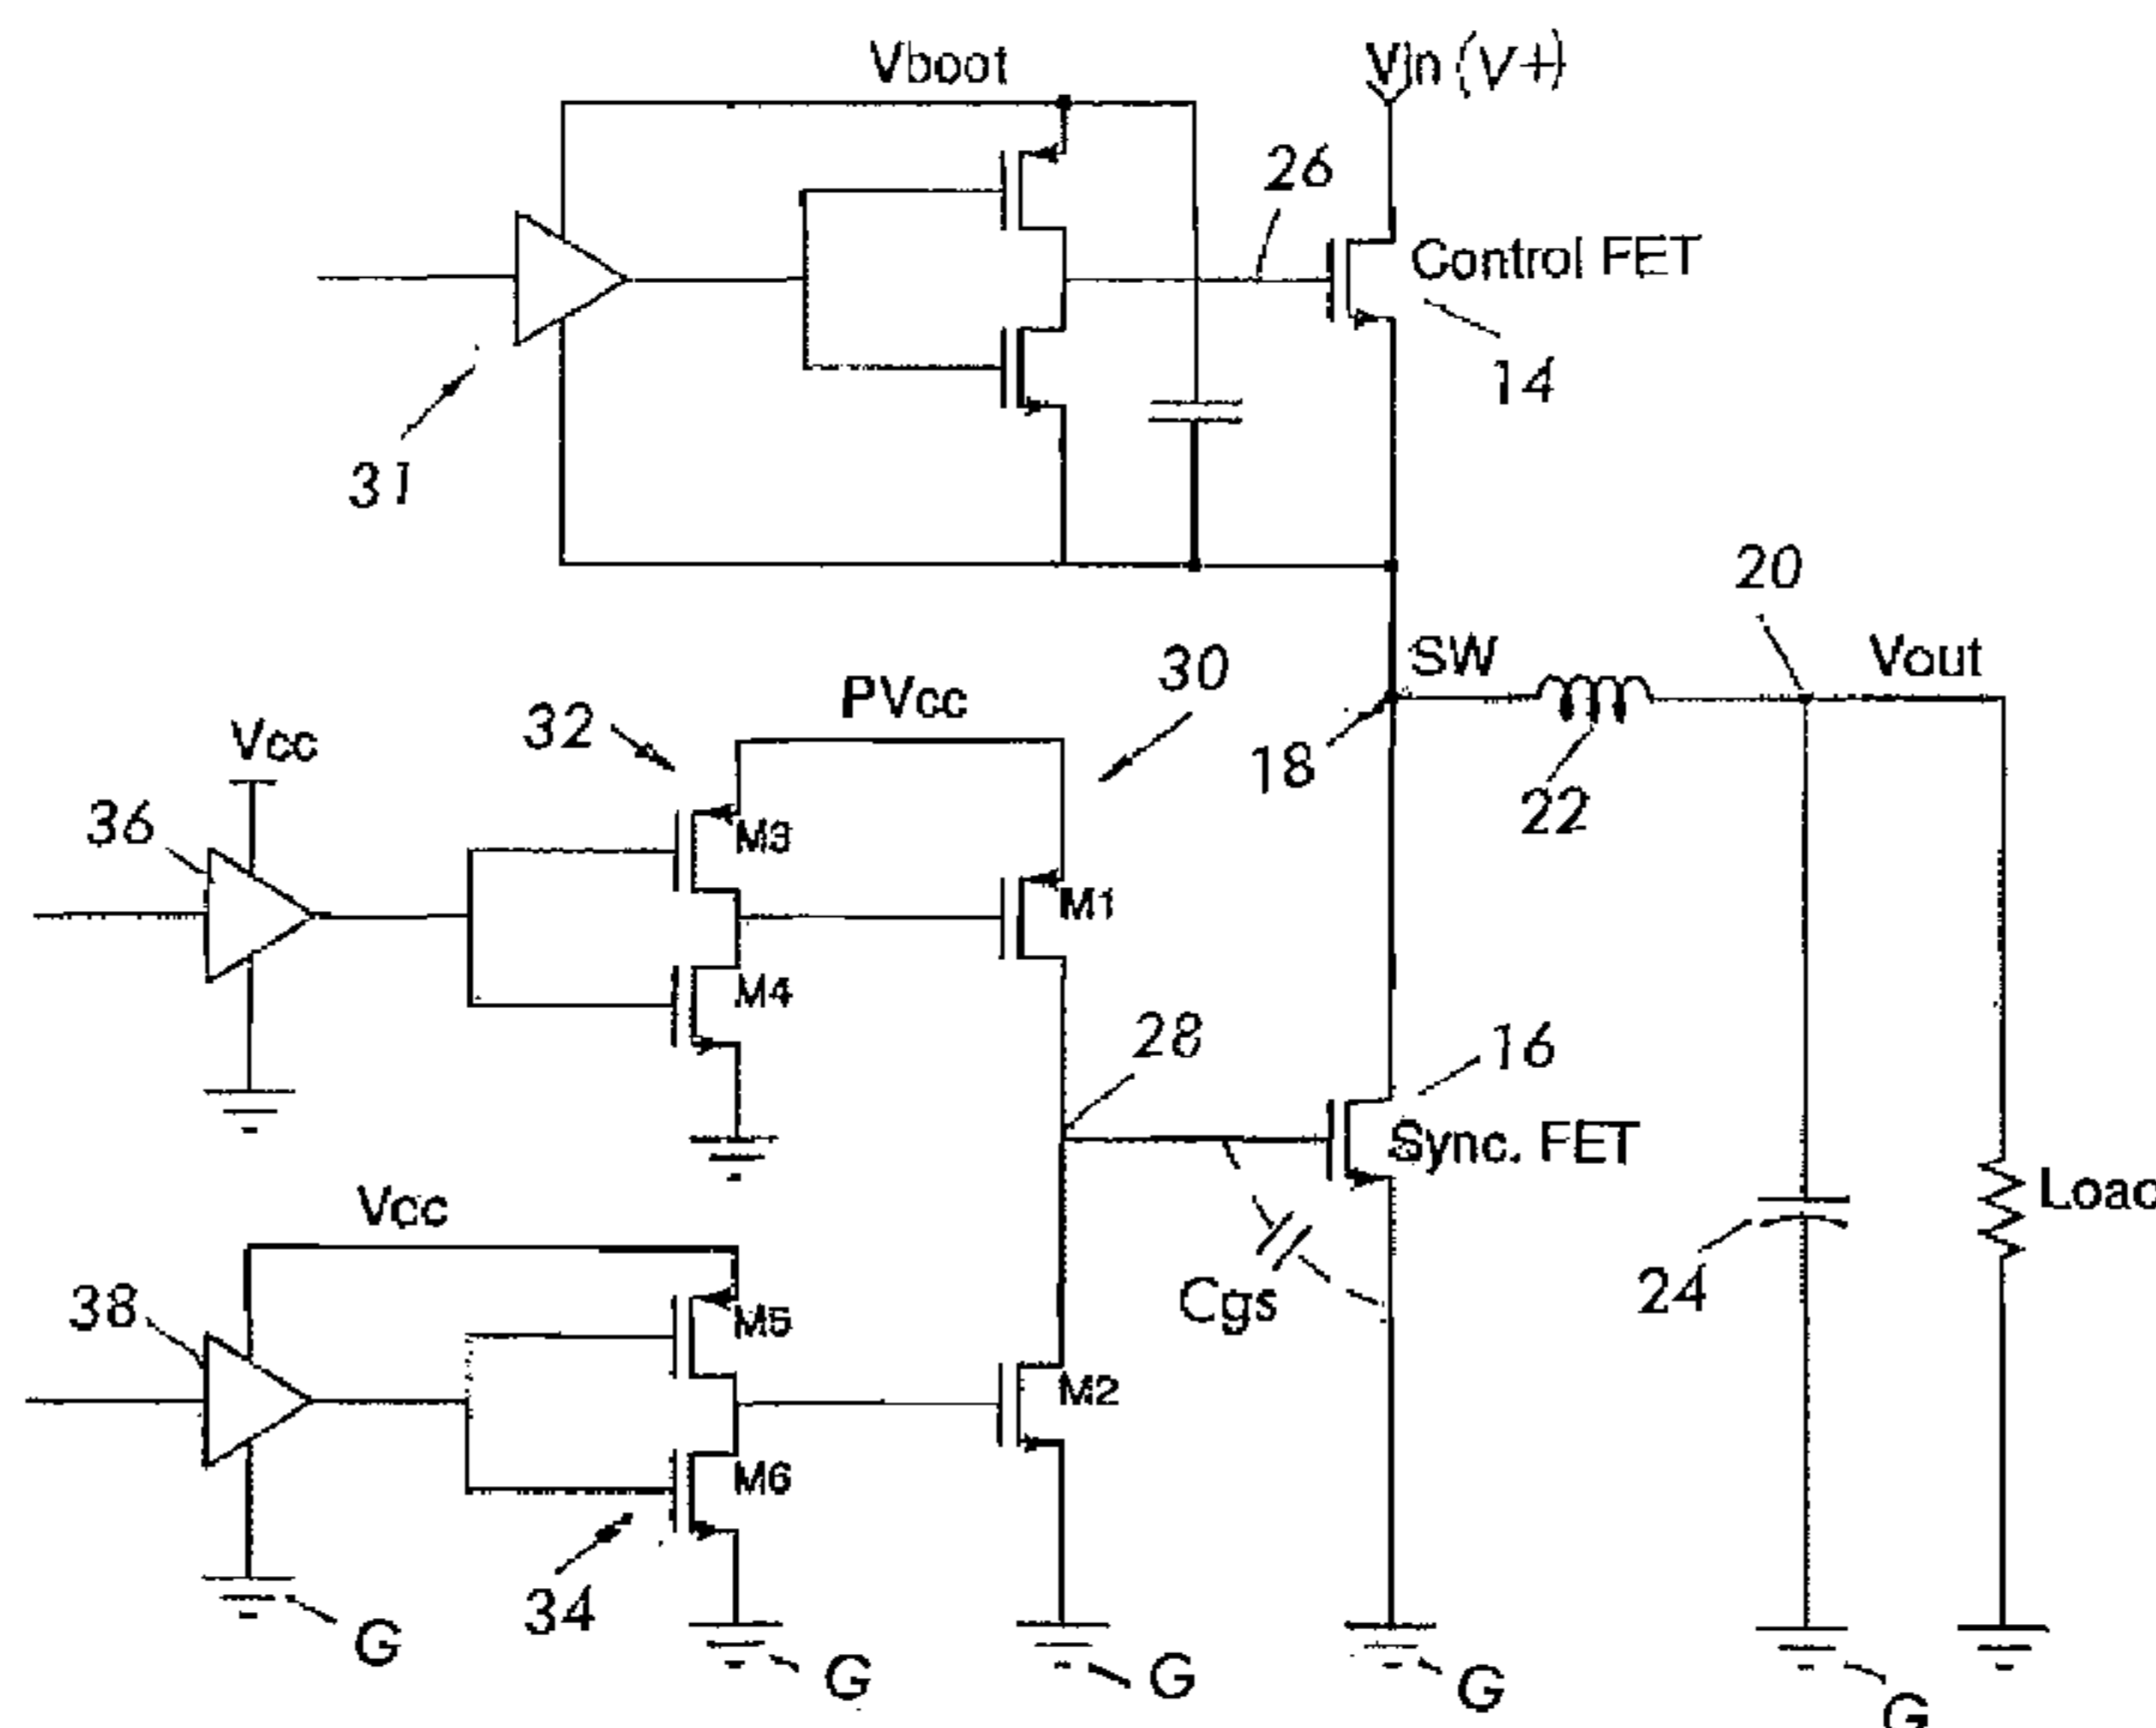 Vboot
Vin (V+)
26
Control FET
14
31
20
SW
Vout
30
PVcc
32
Vcc
18
22
36
M3
M1
M4
28
16
Sync. FET
Vcc
Load
38
M5
Cgs
24
M2
M6
34
G
G
G
G
G